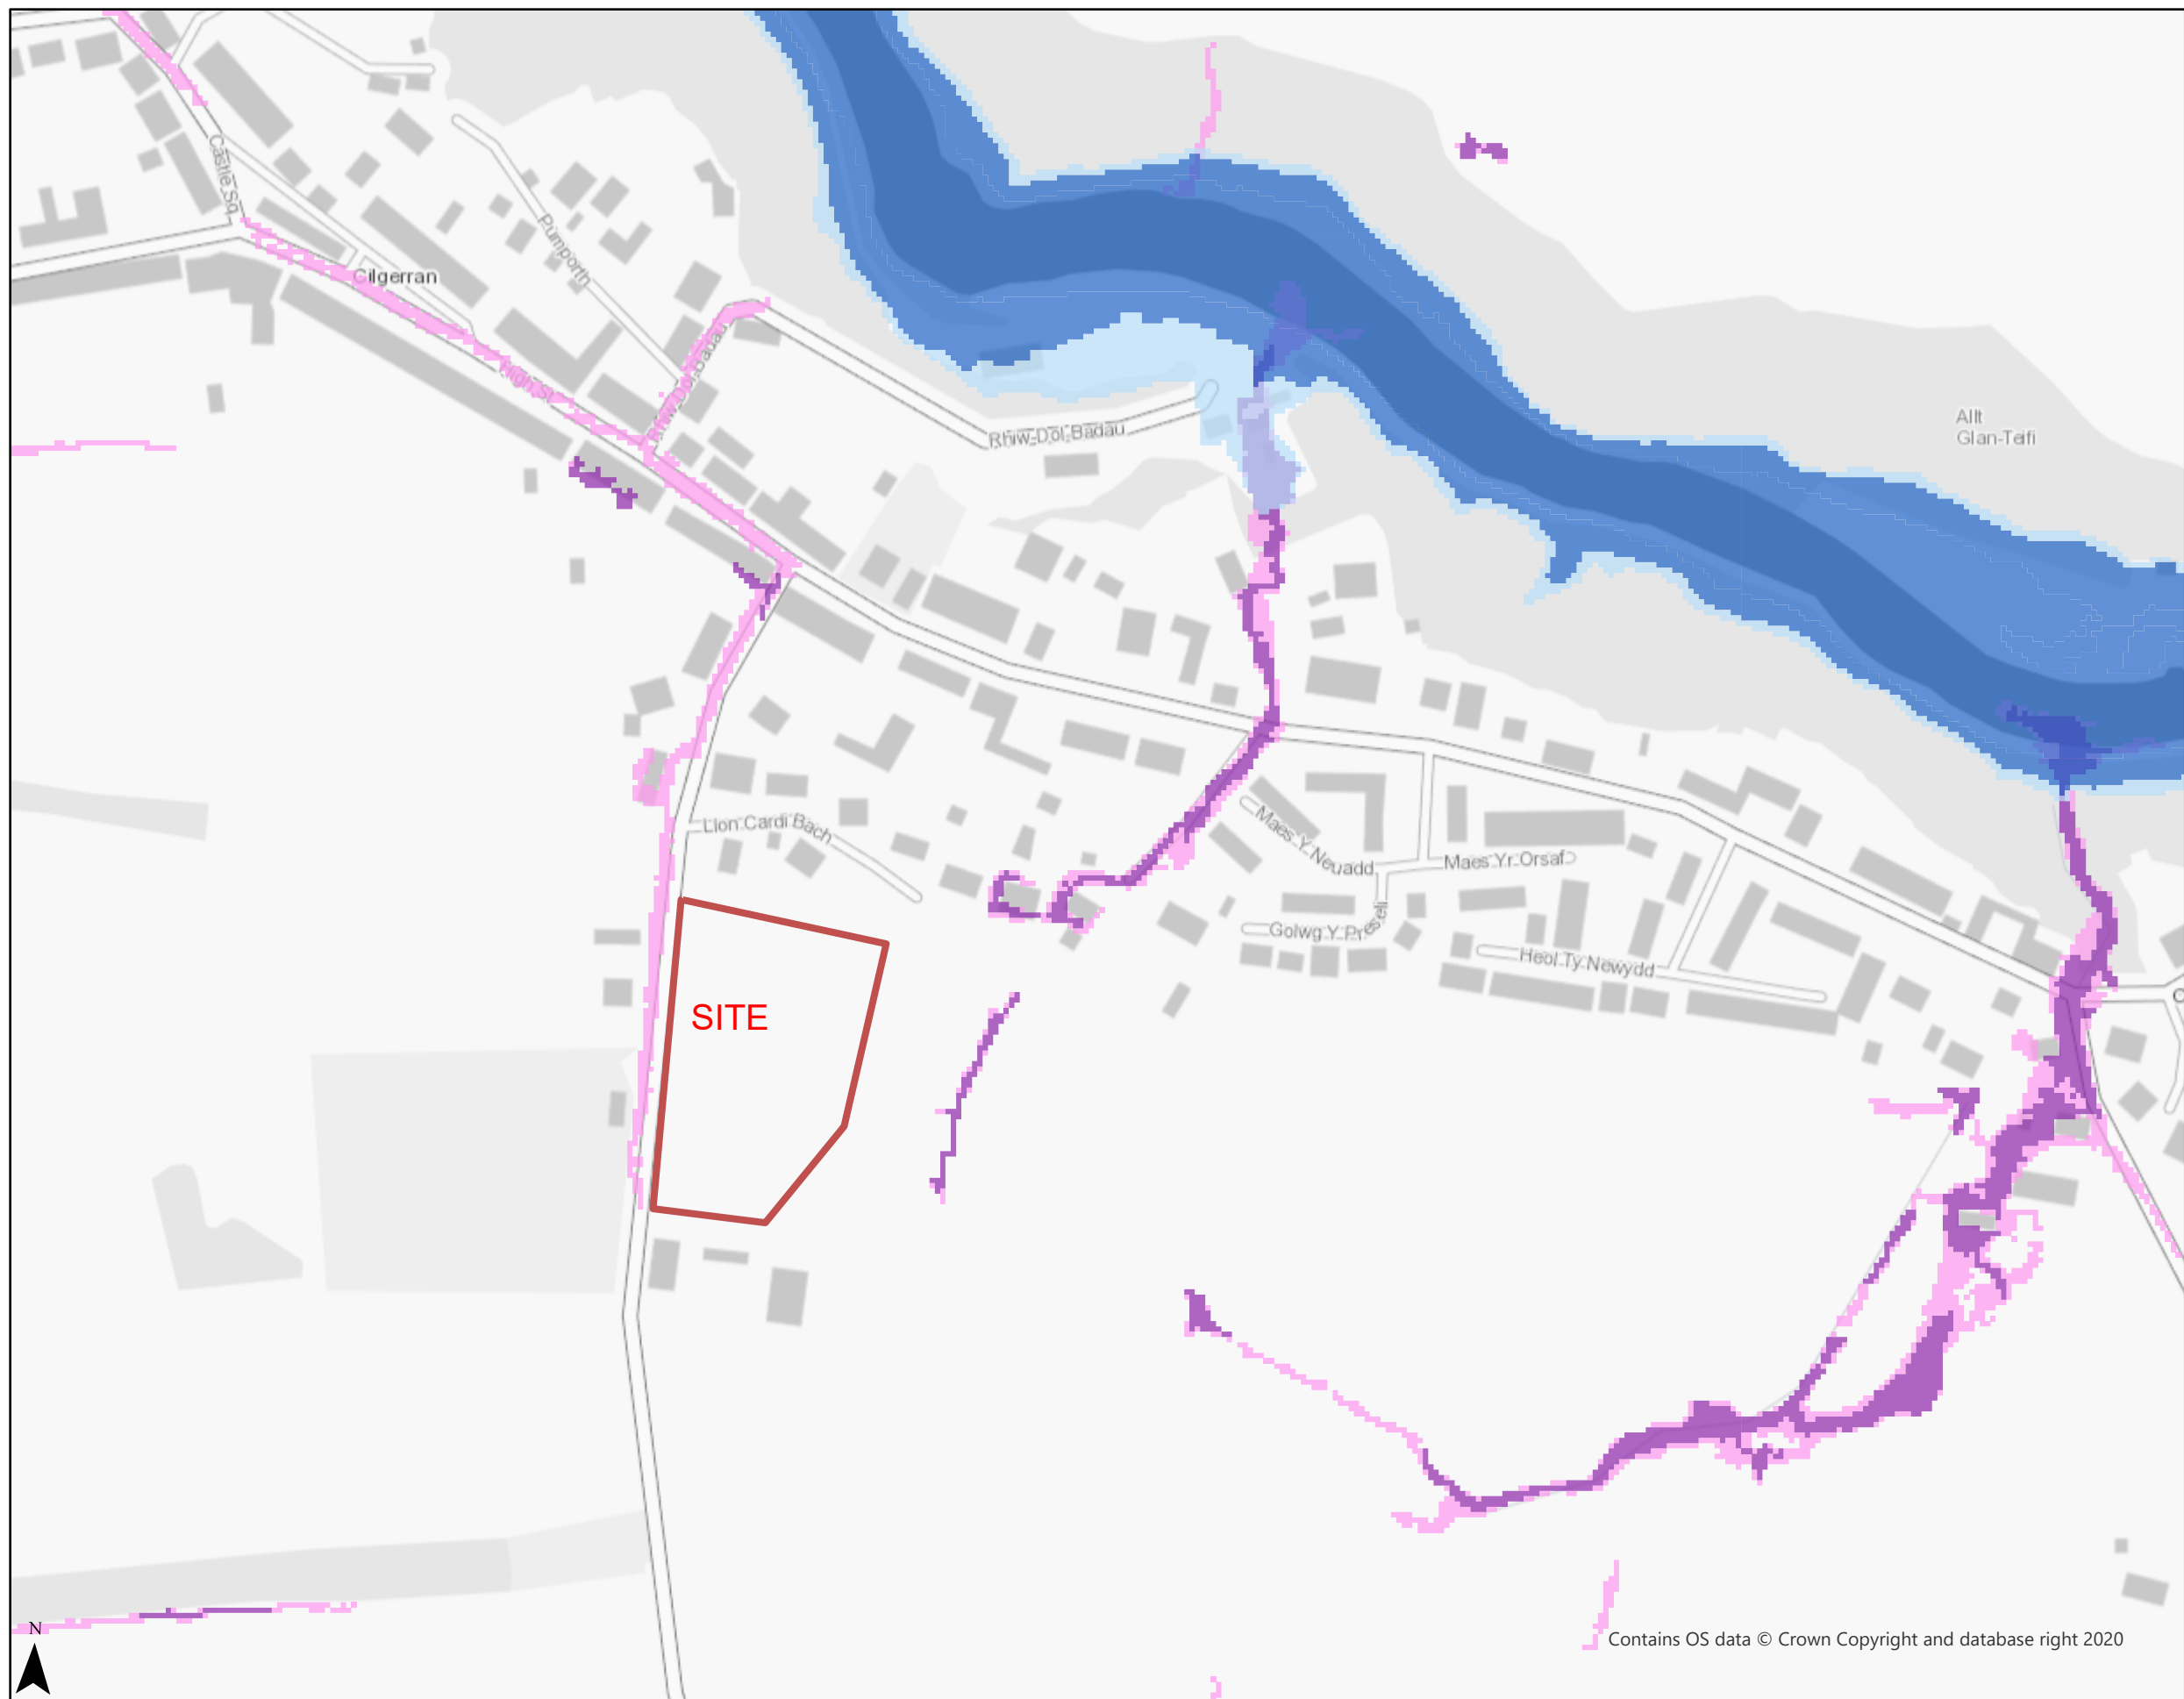 Castle Sq
Pumporth
Cilgerran
High St
Rhiw-Dol-Badau
Rhiw-Dol-Badau
Allt
Glan-Teifi
Llon Cardi Bach
Maes Y Neuadd
Maes Yr Orsaf
Golwg Y Preseli
Heol Ty Newydd
SITE
N
Contains OS data © Crown Copyright and database right 2020